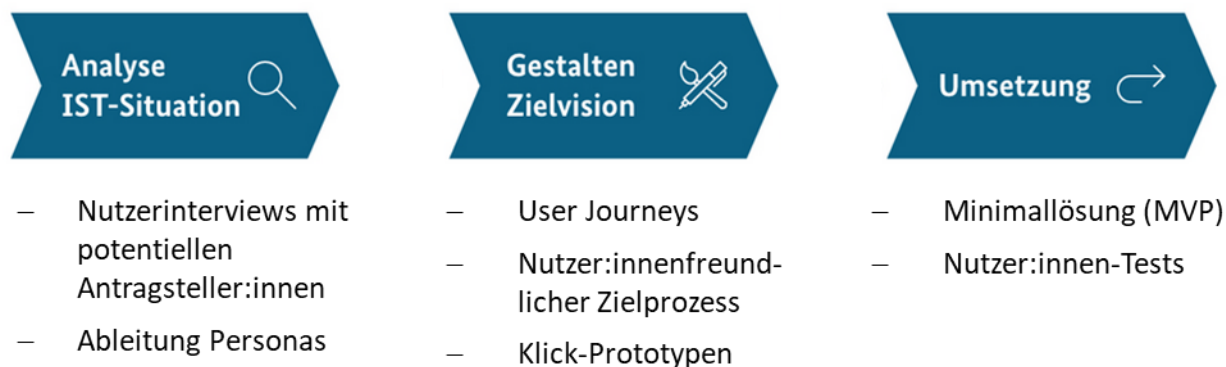 Analyse
IST-Situation
– Nutzerinterviews mit
potentiellen
Antragsteller:innen
– Ableitung Personas
Gestalten
Zielvision
– User Journeys
– Nutzer:innenfreund-
licher Zielprozess
– Klick-Prototypen
Umsetzung
– Minimallösung (MVP)
– Nutzer:innen-Tests